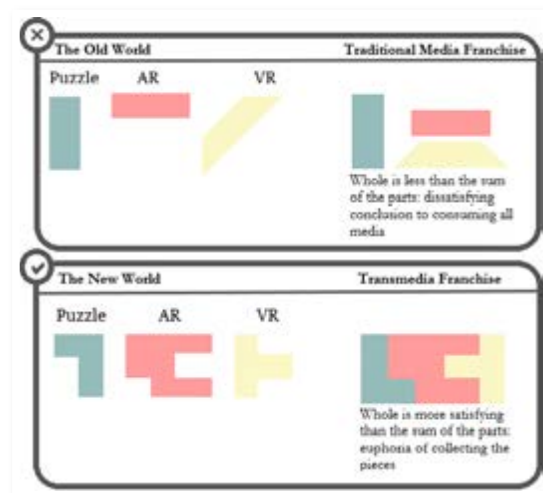 The Old World
Traditional Media Franchise
Puzzle
AR
VR
Whole is less than the sum
of the parts: dissatisfying
conclusion to consuming all
media
The New World
Transmedia Franchise
Puzzle
AR
VR
Whole is more satisfying
than the sum of the parts:
euphoria of collecting the
pieces